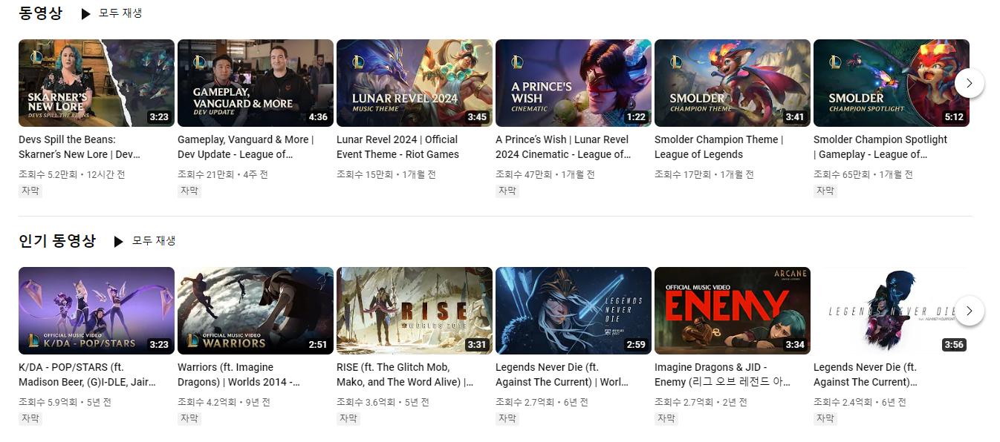 동영상 모두 재생
SKARNER'S
NEW LORE
DEVS SPILL THE BEANS
3:23
GAMEPLAY,
VANGUARD & MORE
DEV UPDATE
4:36
LUNAR REVEL 2024
MUSIC THEME
3:45
A PRINCE'S
WISH
CINEMATIC
1:22
SMOLDER
CHAMPION THEME
3:41
SMOLDER
CHAMPION SPOTLIGHT
5:12
Devs Spill the Beans:
Skarner's New Lore | Dev…
조회수 5.2만회 • 12시간 전
자막
Gameplay, Vanguard & More |
Dev Update - League of…
조회수 21만회 • 4주 전
자막
Lunar Revel 2024 | Official
Event Theme - Riot Games
조회수 15만회 • 1개월 전
A Prince's Wish | Lunar Revel
2024 Cinematic - League of…
조회수 47만회 • 1개월 전
자막
Smolder Champion Theme |
League of Legends
조회수 17만회 • 1개월 전
Smolder Champion Spotlight
| Gameplay - League of…
조회수 65만회 • 1개월 전
자막
인기 동영상 모두 재생
OFFICIAL MUSIC VIDEO
K/DA - POP/STARS
3:23
OFFICIAL MUSIC VIDEO
WARRIORS
2:51
RISE
WORLDS 2018
3:31
LEGENDS
NEVER
DIE
2:59
ARCANE
OFFICIAL MUSIC VIDEO
ENEMY
3:34
LEGENDS NEVER DIE
3:56
K/DA - POP/STARS (ft.
Madison Beer, (G)I-DLE, Jair…
조회수 5.9억회 • 5년 전
자막
Warriors (ft. Imagine
Dragons) | Worlds 2014 -…
조회수 4.2억회 • 9년 전
자막
RISE (ft. The Glitch Mob,
Mako, and The Word Alive) |…
조회수 3.6억회 • 5년 전
자막
Legends Never Die (ft.
Against The Current) | Worl…
조회수 2.7억회 • 6년 전
자막
Imagine Dragons & JID -
Enemy (리그 오브 레전드 아…
조회수 2.7억회 • 2년 전
자막
Legends Never Die (ft.
Against The Current)…
조회수 2.4억회 • 6년 전
자막